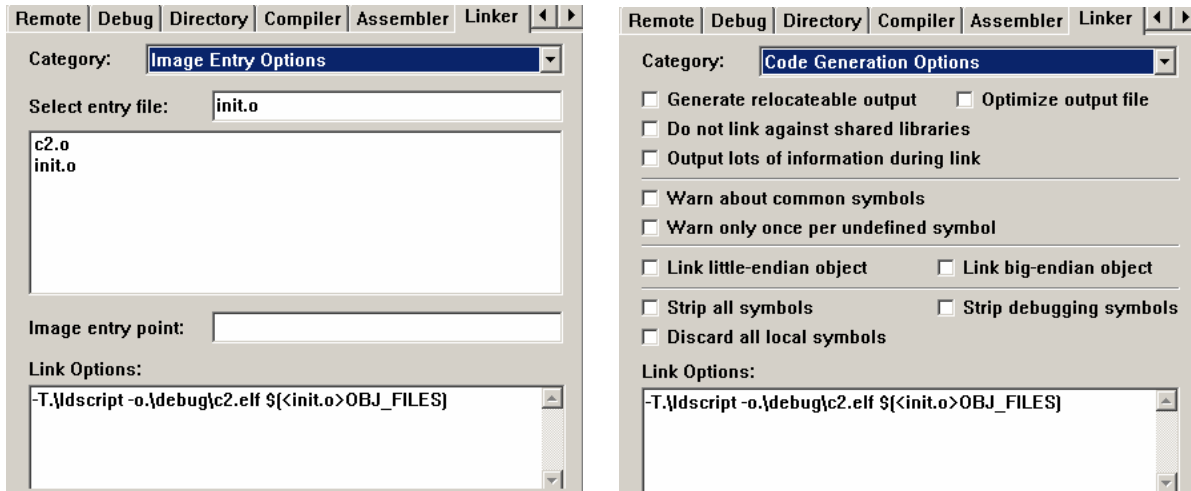 Remote Debug Directory Compiler Assembler Linker
Category: Image Entry Options
Select entry file: init.o
c2.o
init.o
Image entry point:
Link Options:
-T.\ldscript -o.\debug\c2.elf $(<init.o>OBJ_FILES)
Remote Debug Directory Compiler Assembler Linker
Category: Code Generation Options
Generate relocateable output Optimize output file
Do not link against shared libraries
Output lots of information during link
Warn about common symbols
Warn only once per undefined symbol
Link little-endian object Link big-endian object
Strip all symbols Strip debugging symbols
Discard all local symbols
Link Options:
-T.\ldscript -o.\debug\c2.elf $(<init.o>OBJ_FILES)